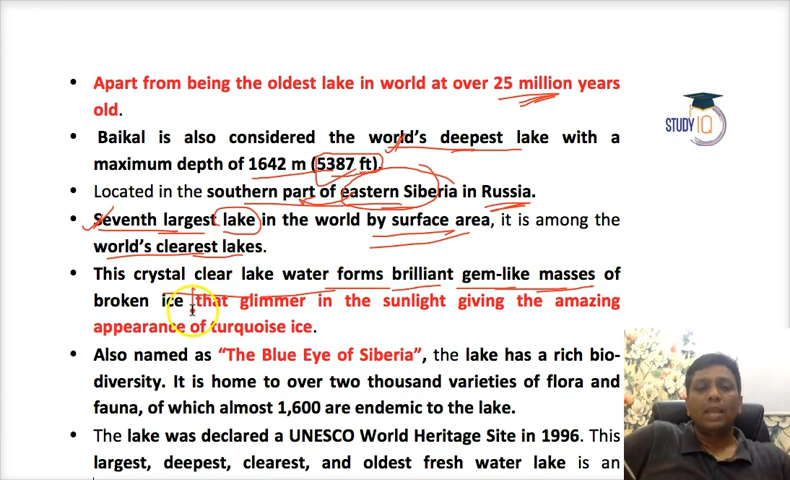 Apart from being the oldest lake in world at over 25 million years
old.
Baikal is also considered the world's deepest lake with a
maximum depth of 1642 m (5387 ft).
Located in the southern part of eastern Siberia in Russia.
Seventh largest lake in the world by surface area, it is among the
world's clearest lakes.
This crystal clear lake water forms brilliant gem-like masses of
broken ice that glimmer in the sunlight giving the amazing
appearance of turquoise ice.
Also named as “The Blue Eye of Siberia”, the lake has a rich bio-
diversity. It is home to over two thousand varieties of flora and
fauna, of which almost 1,600 are endemic to the lake.
The lake was declared a UNESCO World Heritage Site in 1996. This
largest, deepest, clearest, and oldest fresh water lake is an
STUDY IQ